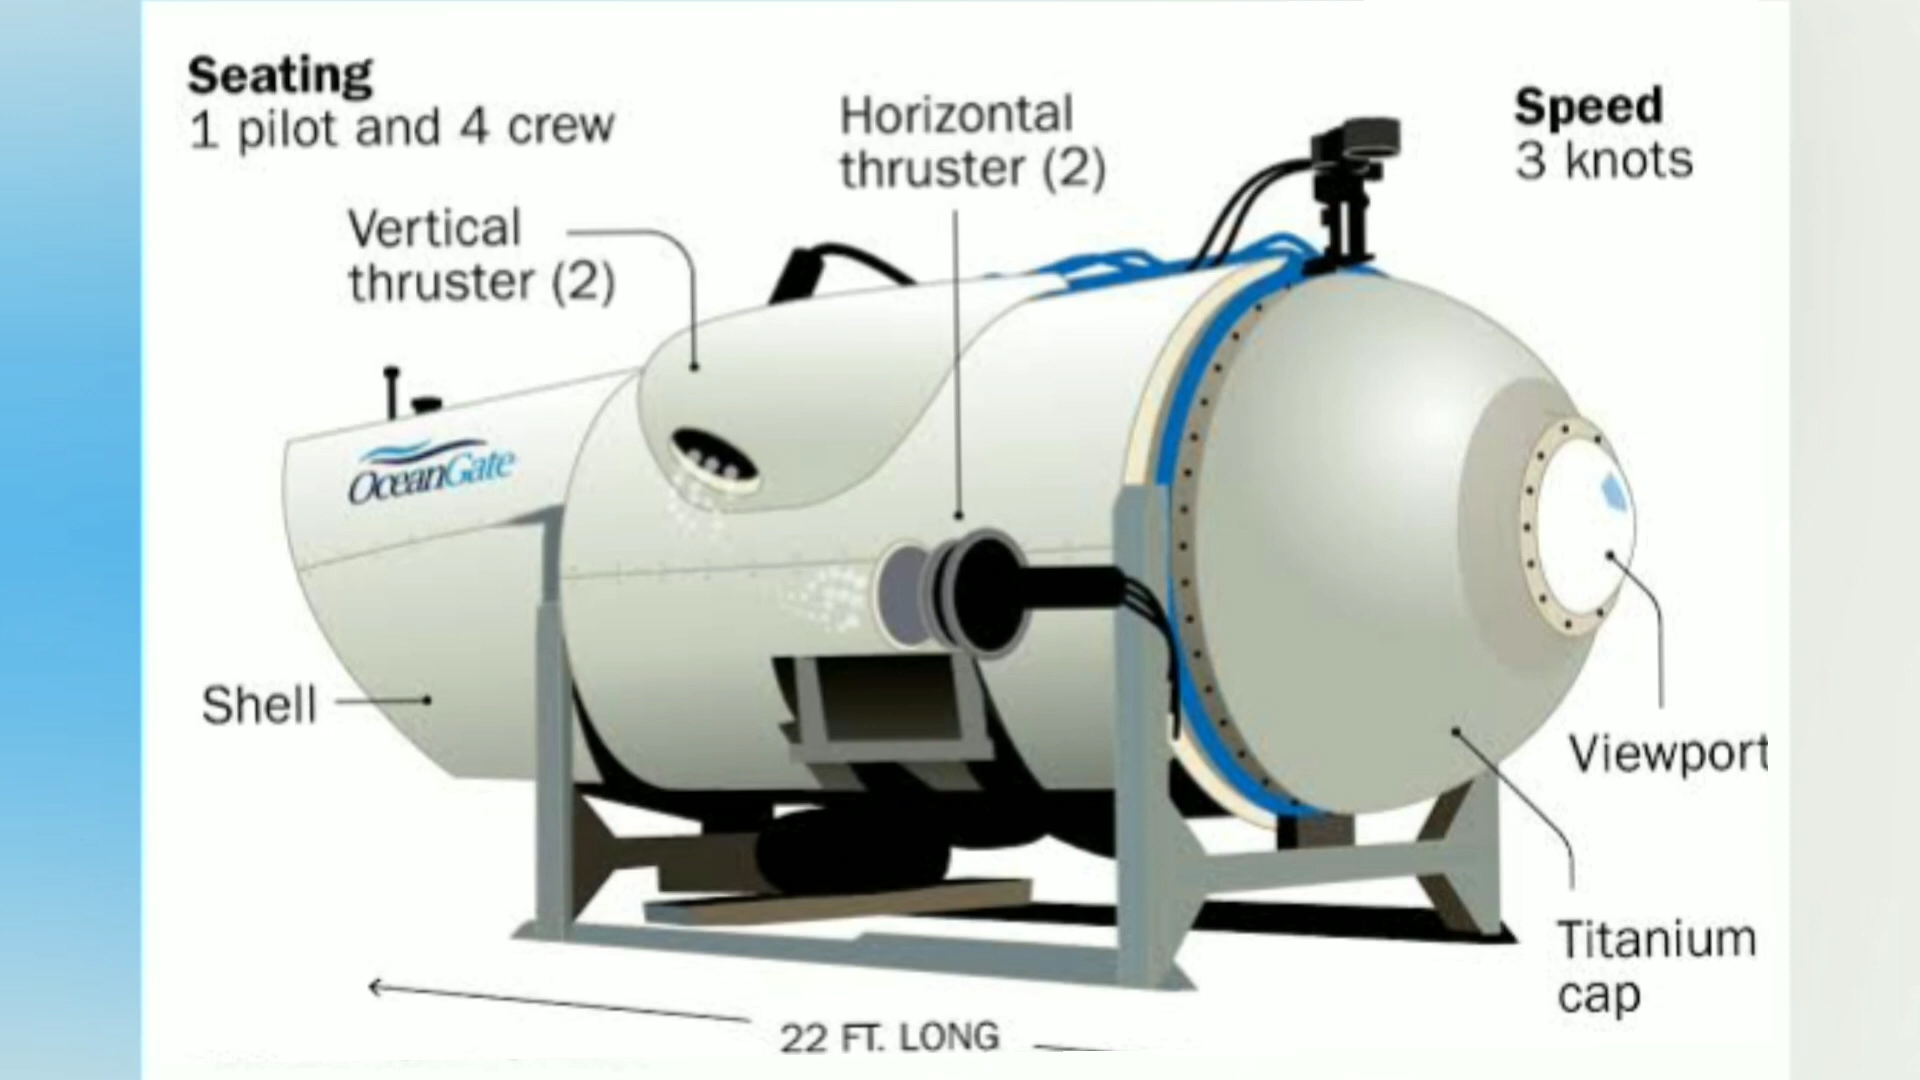 Seating
1 pilot and 4 crew
Horizontal
thruster (2)
Speed
3 knots
Vertical
thruster (2)
OceanGate
Shell
Viewport
Titanium
cap
22 FT. LONG